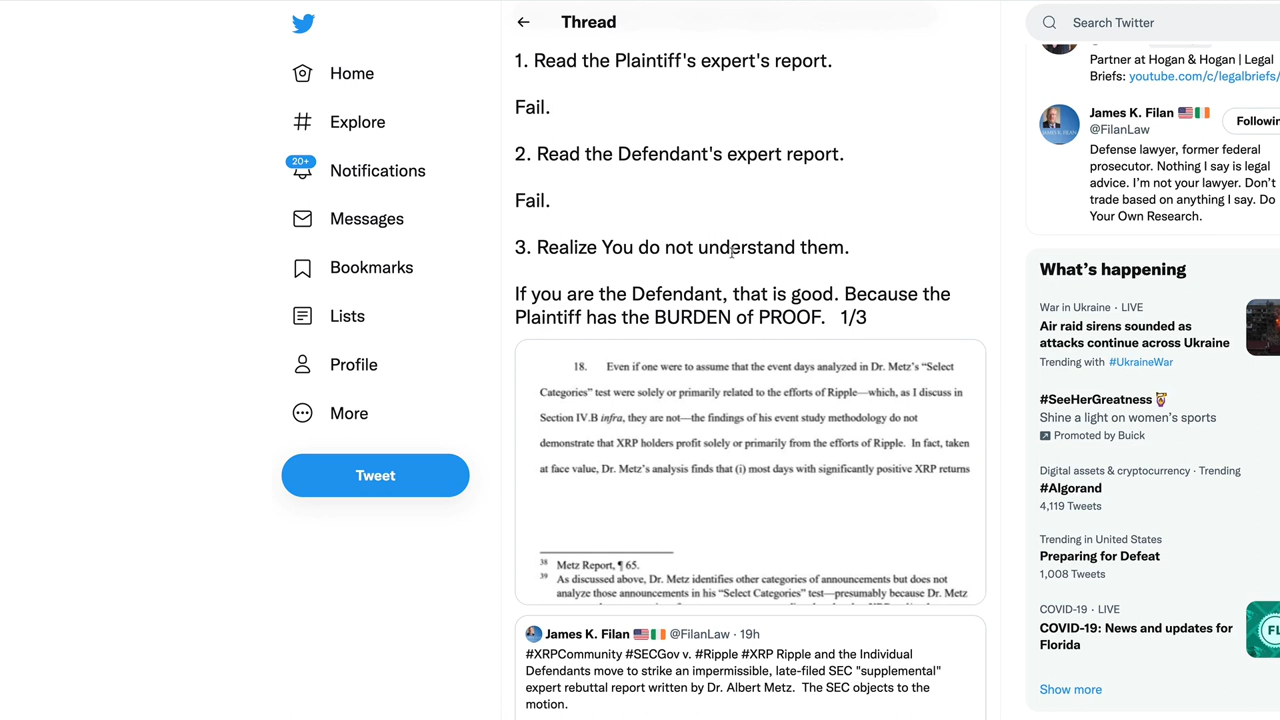 Thread
Search Twitter
Home
Explore
20+
Notifications
Messages
Bookmarks
Lists
Profile
More
Tweet
1. Read the Plaintiff's expert's report.
Fail.
2. Read the Defendant's expert report.
Fail.
3. Realize You do not understand them.
If you are the Defendant, that is good. Because the
Plaintiff has the BURDEN of PROOF. 1/3
18. Even if one were to assume that the event days analyzed in Dr. Metz's "Select
Categories" test were solely or primarily related to the efforts of Ripple—which, as I discuss in
Section IV.B infra, they are not—the findings of his event study methodology do not
demonstrate that XRP holders profit solely or primarily from the efforts of Ripple. In fact, taken
at face value, Dr. Metz's analysis finds that (i) most days with significantly positive XRP returns
38 Metz Report, ¶ 65.
39 As discussed above, Dr. Metz identifies other categories of announcements but does not
analyze those announcements in his "Select Categories" test—presumably because Dr. Metz
James K. Filan @FilanLaw · 19h
#XRPCommunity #SECGov v. #Ripple #XRP Ripple and the Individual
Defendants move to strike an impermissible, late-filed SEC "supplemental"
expert rebuttal report written by Dr. Albert Metz. The SEC objects to the
motion.
Partner at Hogan & Hogan | Legal
Briefs: youtube.com/c/legalbriefs/
James K. Filan
@FilanLaw
Followin
Defense lawyer, former federal
prosecutor. Nothing I say is legal
advice. I'm not your lawyer. Don't
trade based on anything I say. Do
Your Own Research.
What's happening
War in Ukraine · LIVE
Air raid sirens sounded as
attacks continue across Ukraine
Trending with #UkraineWar
#SeeHerGreatness
Shine a light on women's sports
Promoted by Buick
Digital assets & cryptocurrency · Trending
#Algorand
4,119 Tweets
Trending in United States
Preparing for Defeat
1,008 Tweets
COVID-19 · LIVE
COVID-19: News and updates for
Florida
FL
Show more